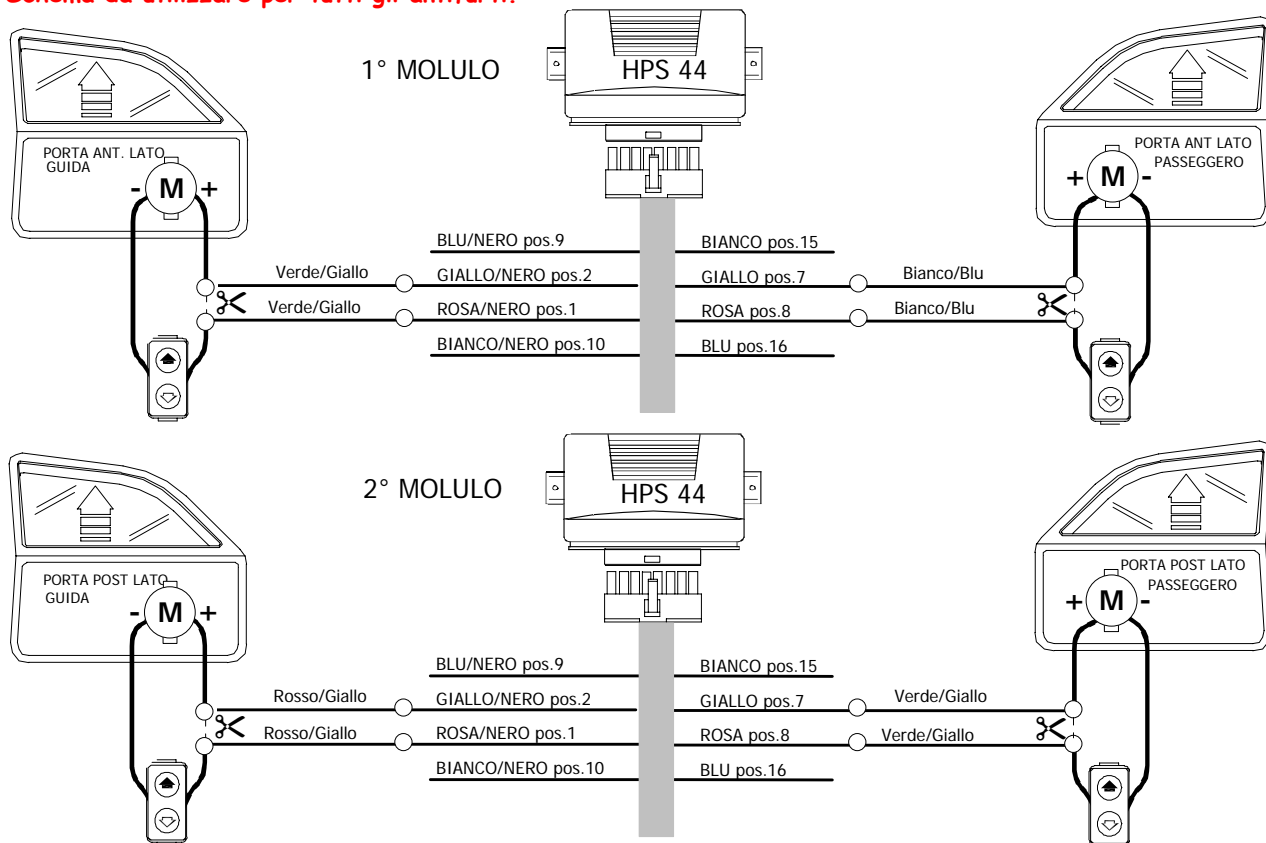 1° MOLULO
HPS 44
PORTA ANT. LATO
GUIDA
- M +
PORTA ANT LATO
PASSEGGERO
+ M -
BLU/NERO pos.9
BIANCO pos.15
Verde/Giallo
GIALLO/NERO pos.2
GIALLO pos.7
Bianco/Blu
Verde/Giallo
ROSA/NERO pos.1
ROSA pos.8
Bianco/Blu
BIANCO/NERO pos.10
BLU pos.16
2° MOLULO
HPS 44
PORTA POST LATO
GUIDA
- M +
PORTA POST LATO
PASSEGGERO
+ M -
BLU/NERO pos.9
BIANCO pos.15
Rosso/Giallo
GIALLO/NERO pos.2
GIALLO pos.7
Verde/Giallo
Rosso/Giallo
ROSA/NERO pos.1
ROSA pos.8
Verde/Giallo
BIANCO/NERO pos.10
BLU pos.16